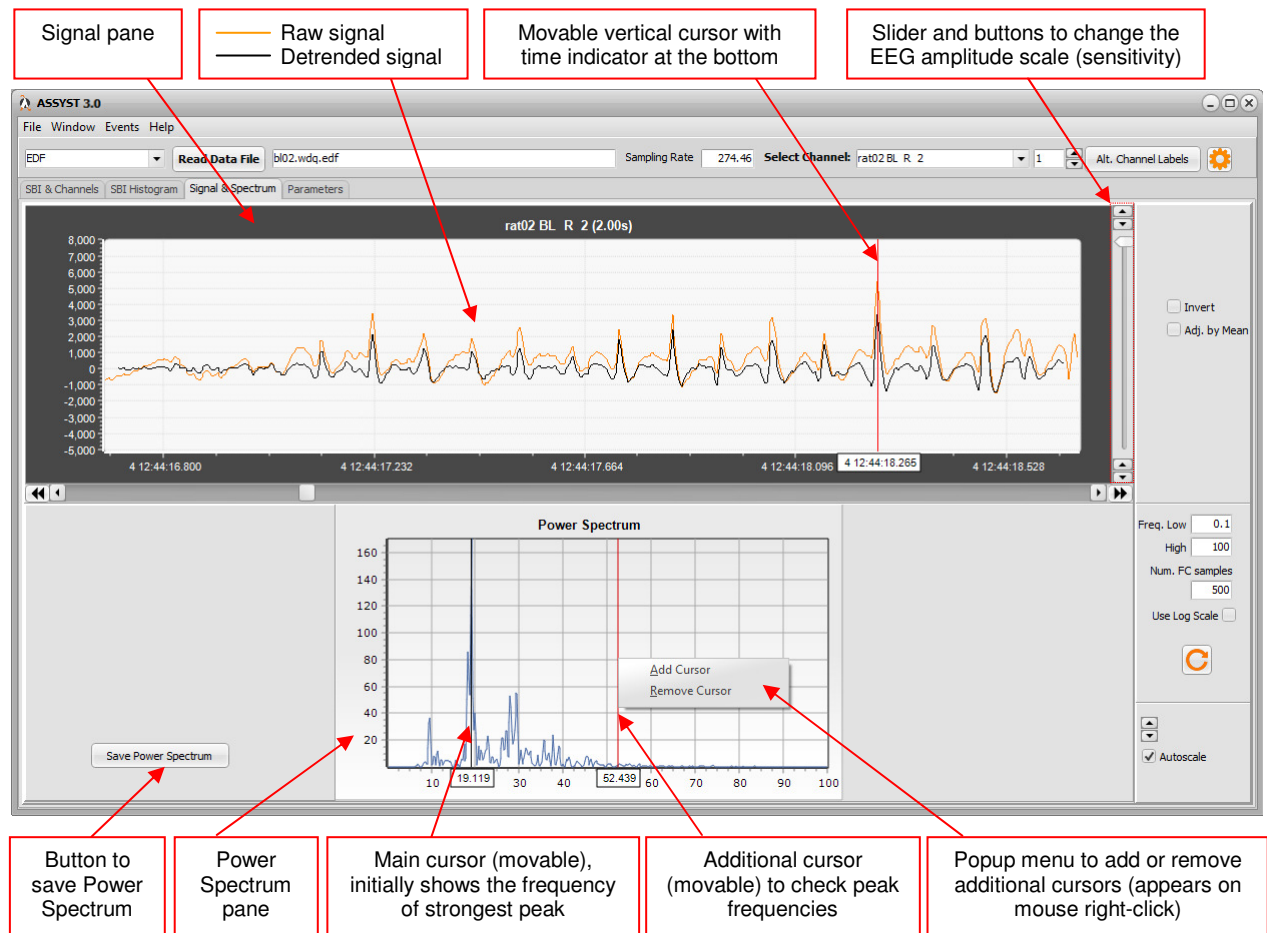 Signal pane
Raw signal
Detrended signal
Movable vertical cursor with
time indicator at the bottom
Slider and buttons to change the
EEG amplitude scale (sensitivity)
ASSYST 3.0
File Window Events Help
EDF Read Data File bl02.wdq.edf Sampling Rate 274.46 Select Channel: rat02 BL R 2 1 Alt. Channel Labels
SBI & Channels SBI Histogram Signal & Spectrum Parameters
rat02 BL R 2 (2.00s)
8,000
7,000
6,000
5,000
4,000
3,000
2,000
1,000
0
-1,000
-2,000
-3,000
-4,000
-5,000
4 12:44:16.800 4 12:44:17.232 4 12:44:17.664 4 12:44:18.096 4 12:44:18.265 4 12:44:18.528
Invert
Adj. by Mean
Power Spectrum
160
140
120
100
80
60
40
20
10 19.119 30 40 52.439 60 70 80 90 100
Add Cursor
Remove Cursor
Save Power Spectrum
Freq. Low 0.1
High 100
Num. FC samples
500
Use Log Scale
Autoscale
Button to
save Power
Spectrum
Power
Spectrum
pane
Main cursor (movable),
initially shows the frequency
of strongest peak
Additional cursor
(movable) to check peak
frequencies
Popup menu to add or remove
additional cursors (appears on
mouse right-click)